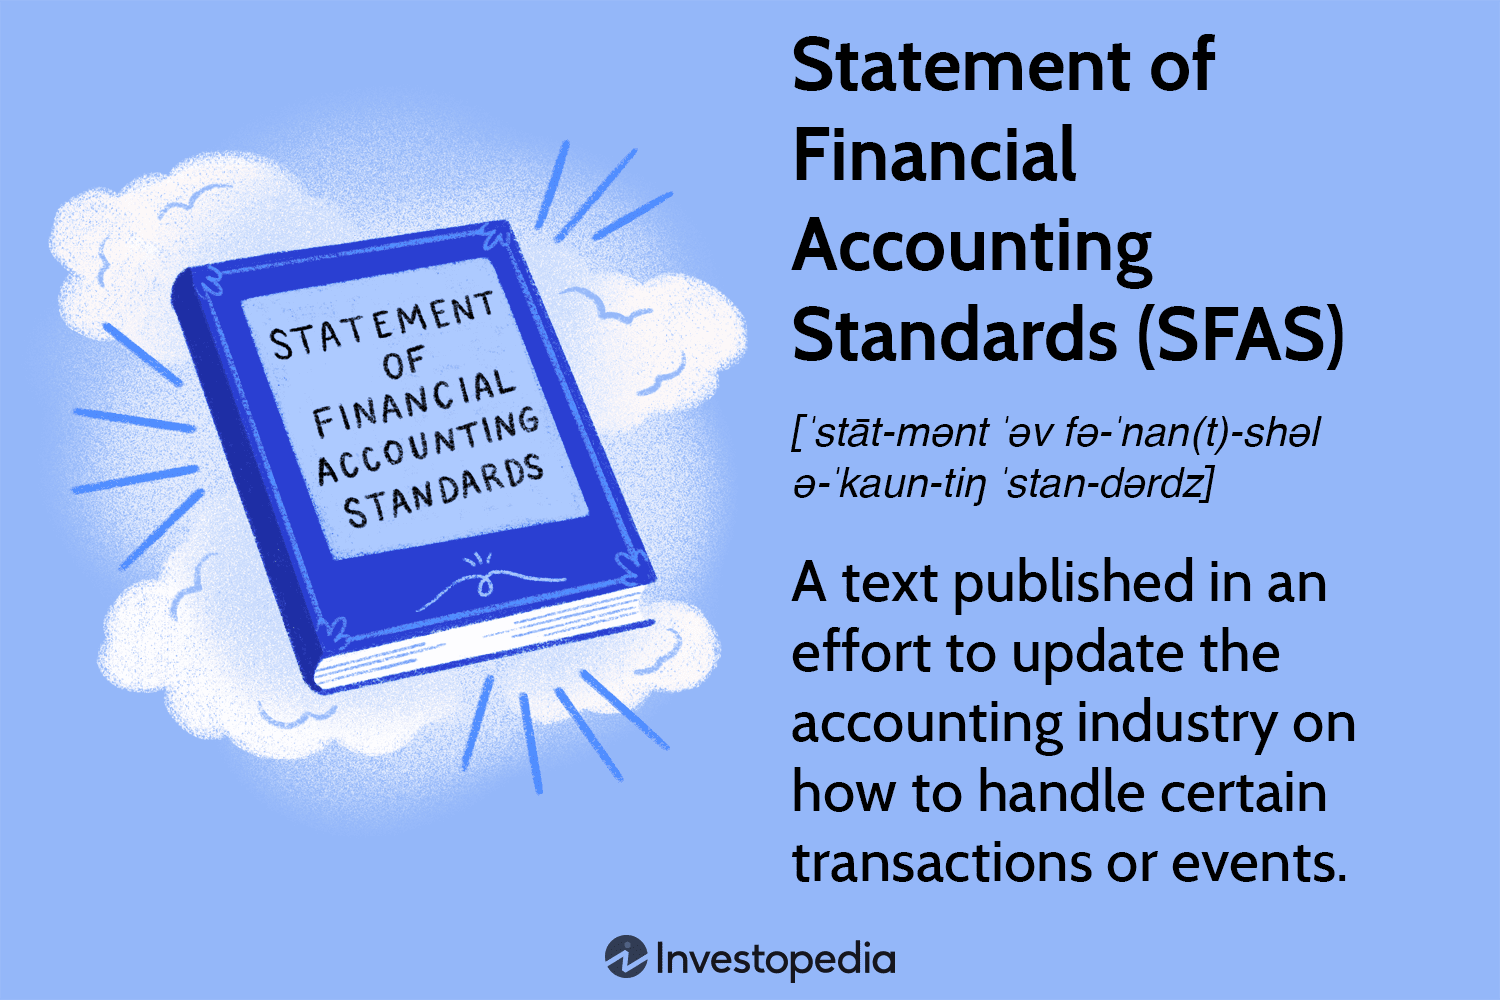 STATEMENT
OF
FINANCIAL
ACCOUNTING
STANDARDS
Statement of
Financial
Accounting
Standards (SFAS)
[ˈstāt-mənt ˈəv fə-ˈnan(t)-shəl
ə-ˈkaun-tiŋ ˈstan-dərdz]
A text published in an
effort to update the
accounting industry on
how to handle certain
transactions or events.
Investopedia